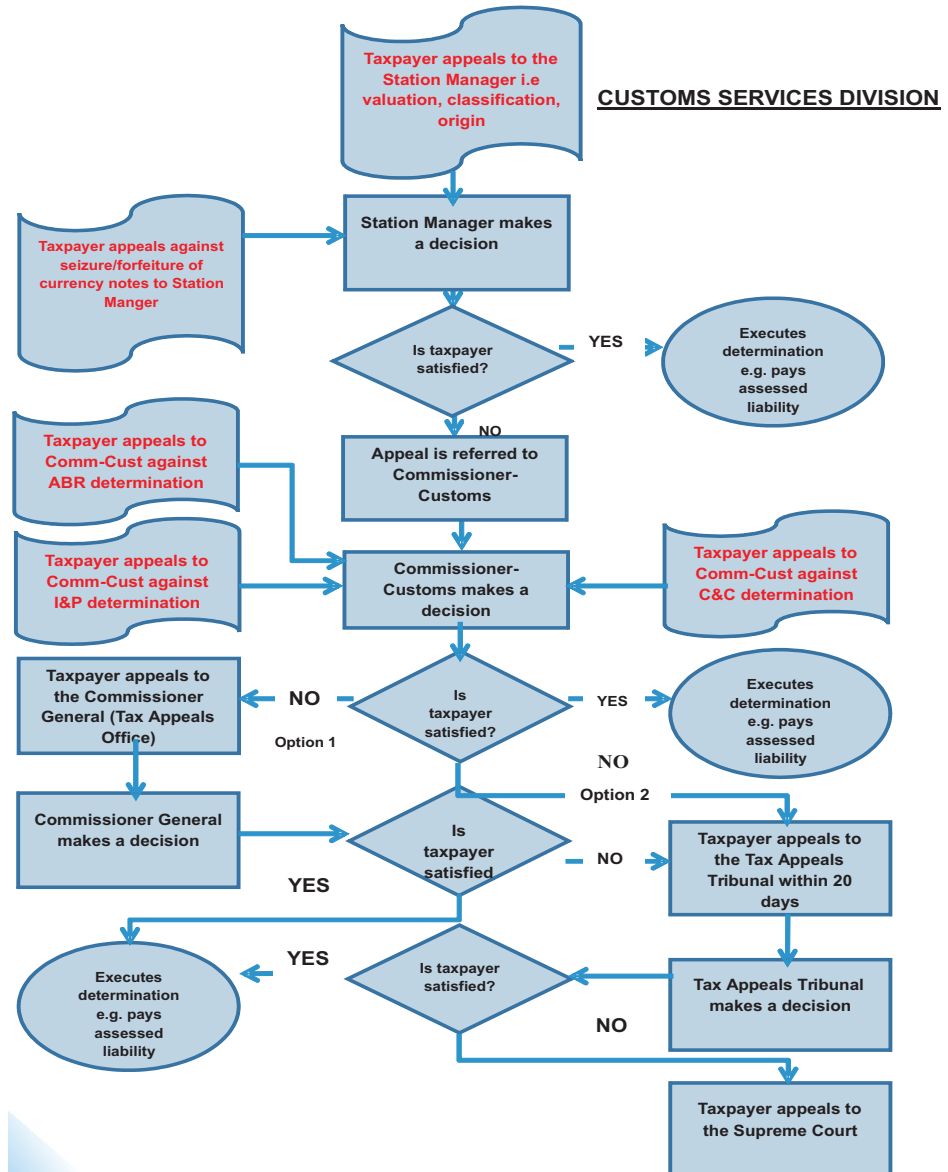 Taxpayer appeals to the
Station Manager i.e
valuation, classification,
origin
CUSTOMS SERVICES DIVISION
Station Manager makes
a decision
Taxpayer appeals against
seizure/forfeiture of
currency notes to Station
Manger
Is taxpayer
satisfied?
YES
Executes
determination
e.g. pays
assessed
liability
NO
Appeal is referred to
Commissioner-
Customs
Taxpayer appeals to
Comm-Cust against
ABR determination
Taxpayer appeals to
Comm-Cust against
I&P determination
Commissioner-
Customs makes a
decision
Taxpayer appeals to
Comm-Cust against
C&C determination
Taxpayer appeals to
the Commissioner
General (Tax Appeals
Office)
NO
Option 1
Is
taxpayer
satisfied?
YES
Executes
determination
e.g. pays
assessed
liability
NO
Option 2
Commissioner General
makes a decision
Is
taxpayer
satisfied
NO
Taxpayer appeals to
the Tax Appeals
Tribunal within 20
days
YES
Executes
determination
e.g. pays
assessed
liability
YES
Is taxpayer
satisfied?
Tax Appeals Tribunal
makes a decision
NO
Taxpayer appeals to
the Supreme Court